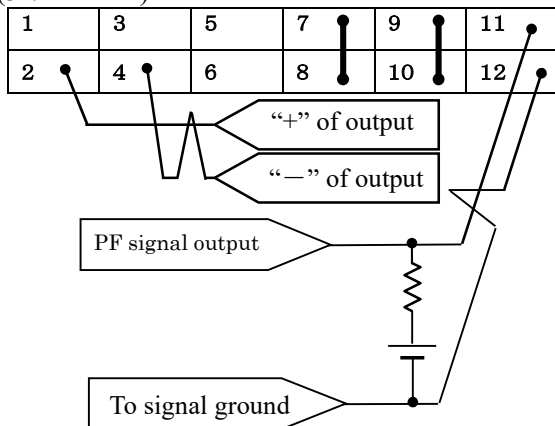 1 3 5 7 9 11
2 4 6 8 10 12
“+” of output
“－” of output
PF signal output
To signal ground